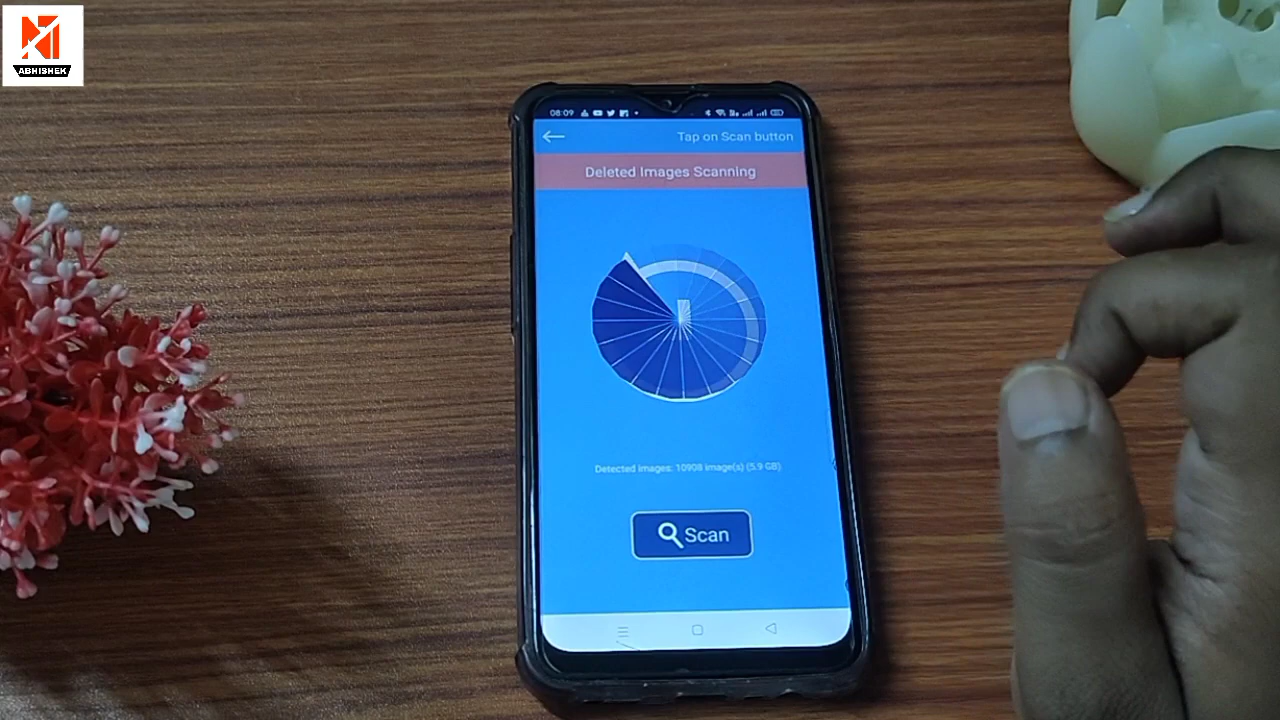 ABHISHEK
08:09
Tap on Scan button
Deleted Images Scanning
Detected images: 10908 image(s) (5.9 GB)
Scan